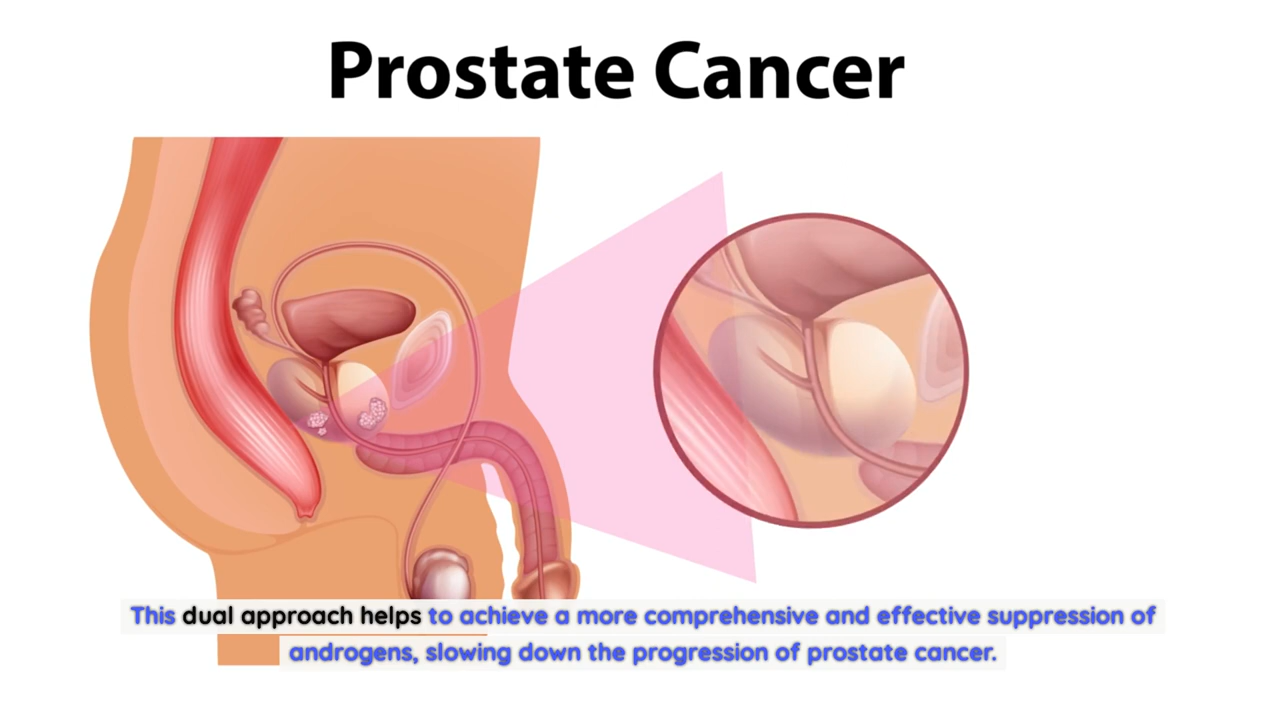 Prostate Cancer
This dual approach helps to achieve a more comprehensive and effective suppression of
androgens, slowing down the progression of prostate cancer.